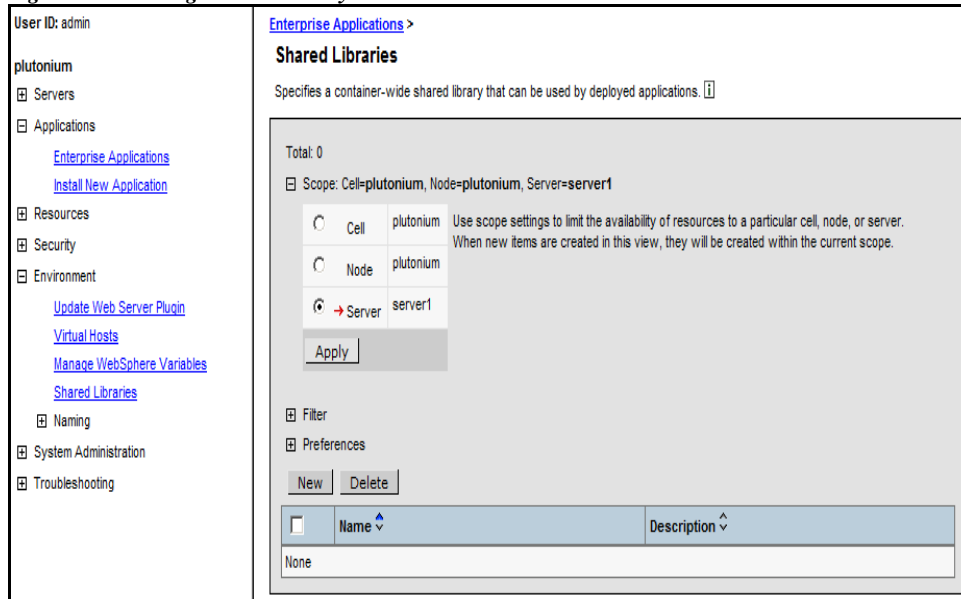 User ID: admin
plutonium
Servers
Applications
Enterprise Applications
Install New Application
Resources
Security
Environment
Update Web Server Plugin
Virtual Hosts
Manage WebSphere Variables
Shared Libraries
Naming
System Administration
Troubleshooting
Enterprise Applications >
Shared Libraries
Specifies a container-wide shared library that can be used by deployed applications. i
Total: 0
Scope: Cell=plutonium, Node=plutonium, Server=server1
Cell plutonium
Node plutonium
Server server1
Use scope settings to limit the availability of resources to a particular cell, node, or server.
When new items are created in this view, they will be created within the current scope.
Apply
Filter
Preferences
New Delete
Name Description
None